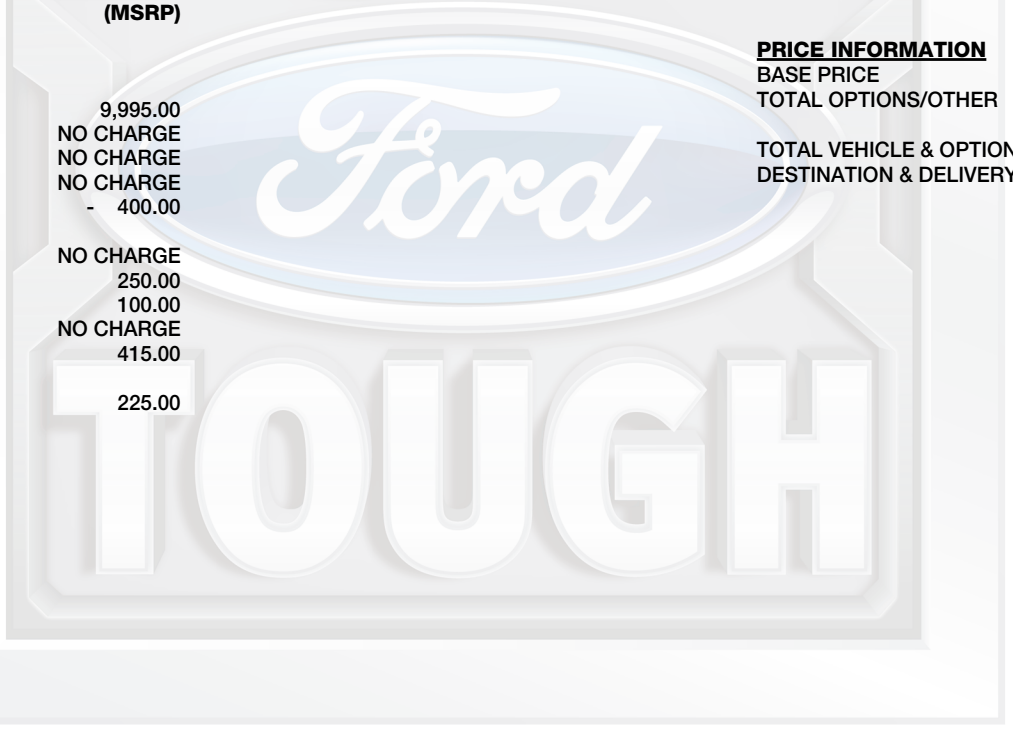 (MSRP)
9,995.00
NO CHARGE
NO CHARGE
NO CHARGE
- 400.00
NO CHARGE
250.00
100.00
NO CHARGE
415.00
225.00
PRICE INFORMATION
BASE PRICE
TOTAL OPTIONS/OTHER
TOTAL VEHICLE & OPTION
DESTINATION & DELIVERY
Ford
TOUGH